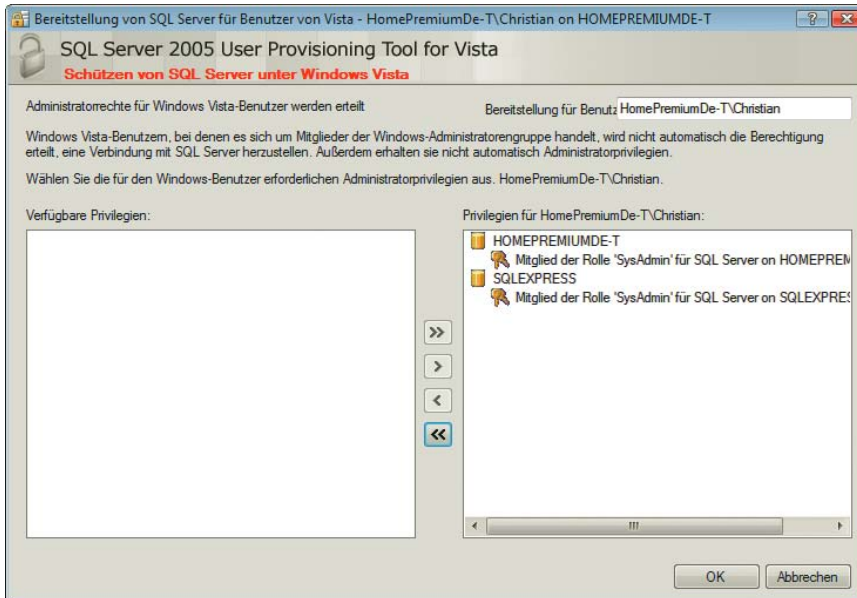 Bereitstellung von SQL Server für Benutzer von Vista - HomePremiumDe-T\Christian on HOMEPREMIUMDE-T
SQL Server 2005 User Provisioning Tool for Vista
Schützen von SQL Server unter Windows Vista
Administratorrechte für Windows Vista-Benutzer werden erteilt
Bereitstellung für Benutz HomePremiumDe-T\Christian
Windows Vista-Benutzern, bei denen es sich um Mitglieder der Windows-Administratorengruppe handelt, wird nicht automatisch die Berechtigung
erteilt, eine Verbindung mit SQL Server herzustellen. Außerdem erhalten sie nicht automatisch Administratorprivilegien.
Wählen Sie die für den Windows-Benutzer erforderlichen Administratorprivilegien aus. HomePremiumDe-T\Christian.
Verfügbare Privilegien:
Privilegien für HomePremiumDe-T\Christian:
HOMEPREMIUMDE-T
Mitglied der Rolle 'SysAdmin' für SQL Server on HOMEPREM
SQLEXPRESS
Mitglied der Rolle 'SysAdmin' für SQL Server on SQLEXPRES
>>
>
<
<<
OK
Abbrechen